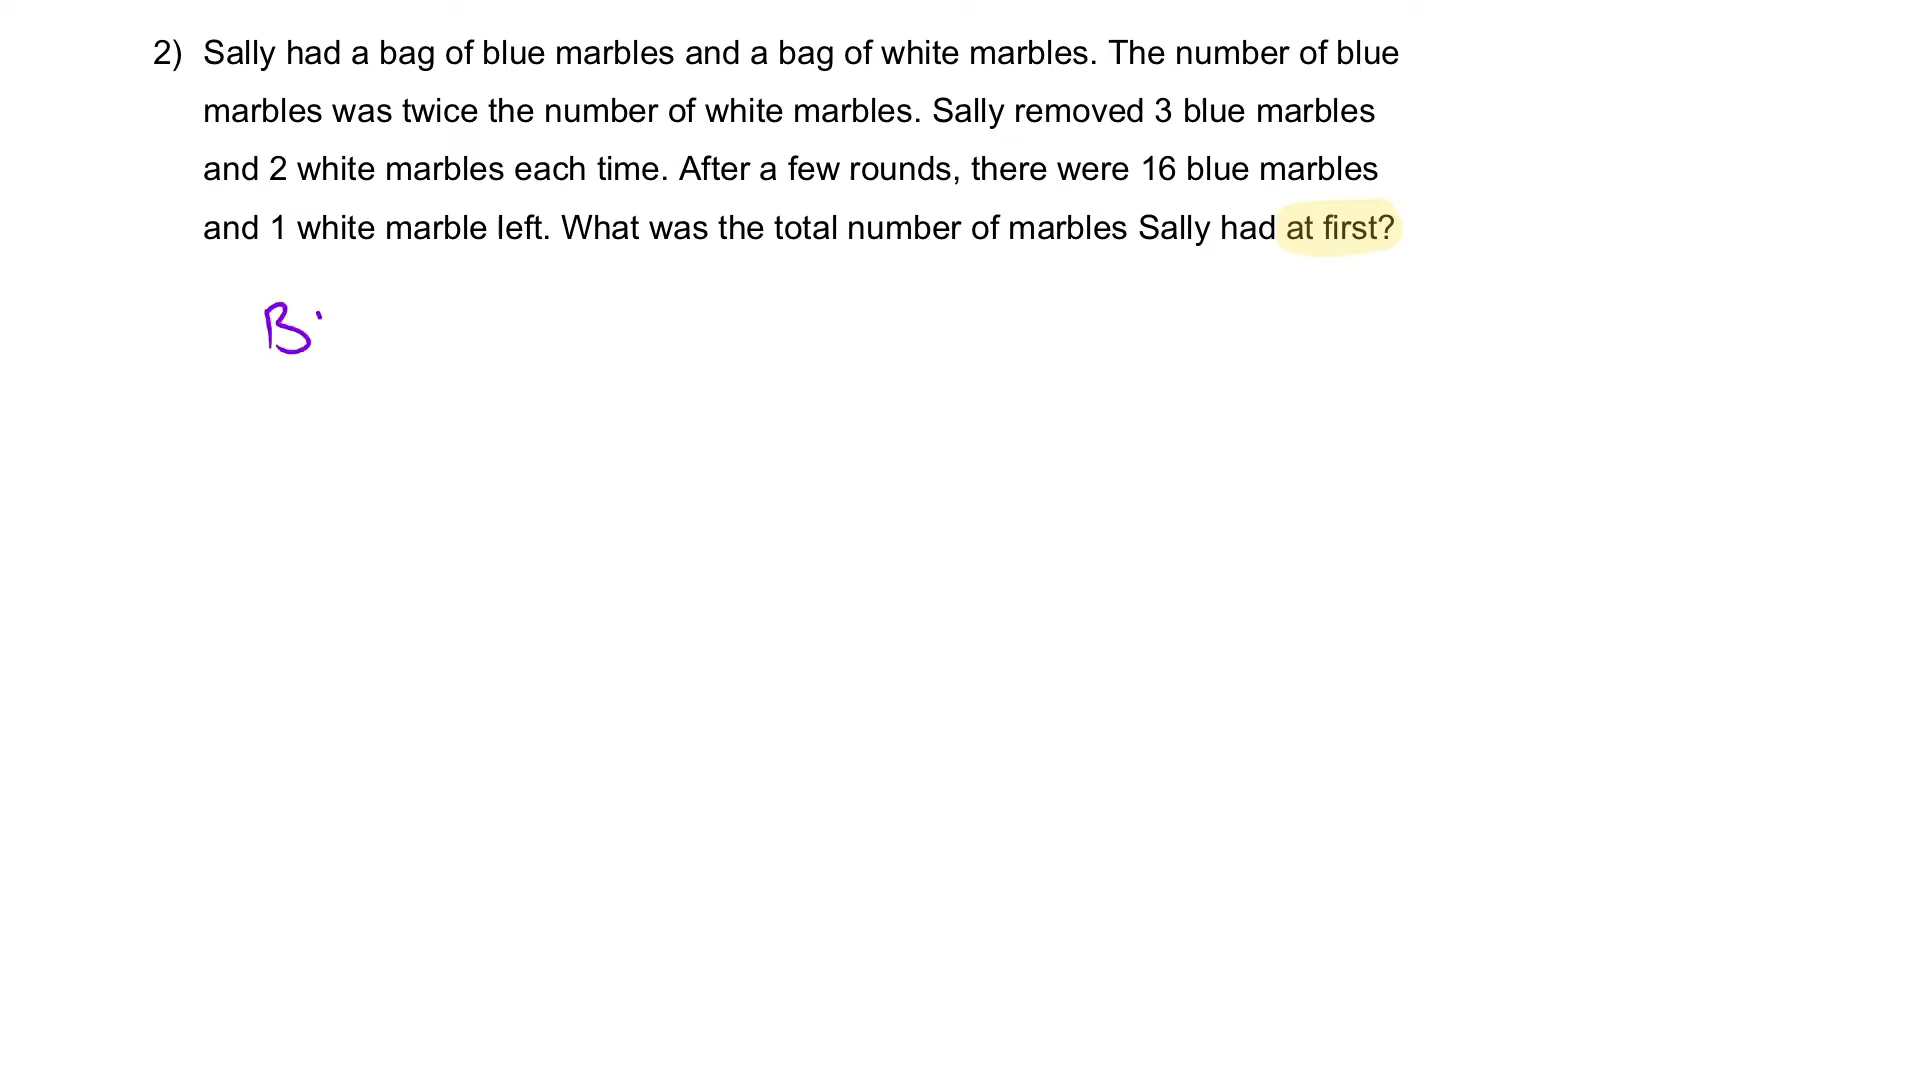 2) Sally had a bag of blue marbles and a bag of white marbles. The number of blue
marbles was twice the number of white marbles. Sally removed 3 blue marbles
and 2 white marbles each time. After a few rounds, there were 16 blue marbles
and 1 white marble left. What was the total number of marbles Sally had at first?
B